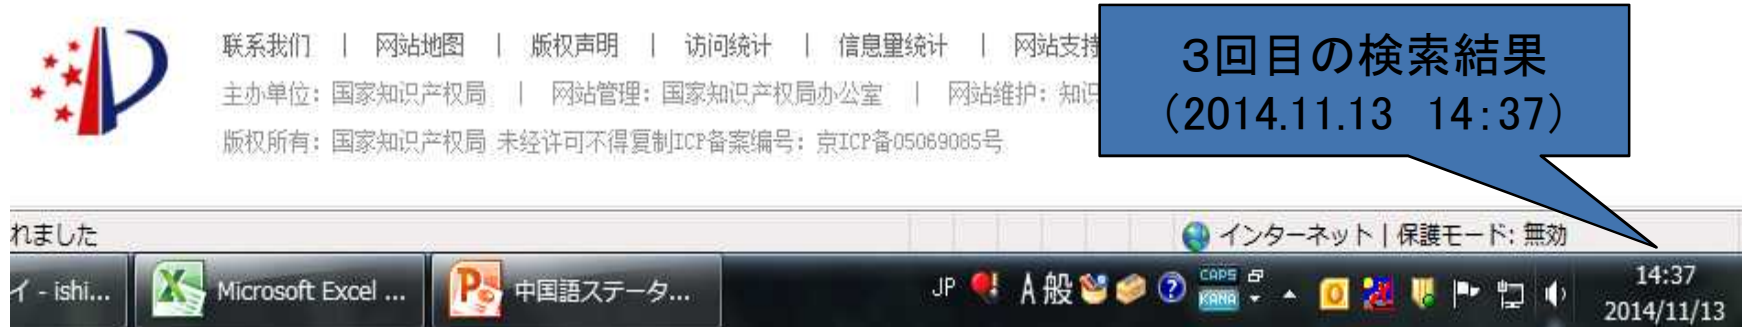 联系我们 | 网站地图 | 版权声明 | 访问统计 | 信息量统计 | 网站支持
主办单位：国家知识产权局 | 网站管理：国家知识产权局办公室 | 网站维护：知识
版权所有：国家知识产权局 未经许可不得复制ICP备案编号：京ICP备05069085号
３回目の検索結果
（2014.11.13 14:37）
れました
インターネット | 保護モード: 無効
イ - ishi...
Microsoft Excel ...
中国語ステータ...
JP
A 般
CAPS
KANA
14:37
2014/11/13